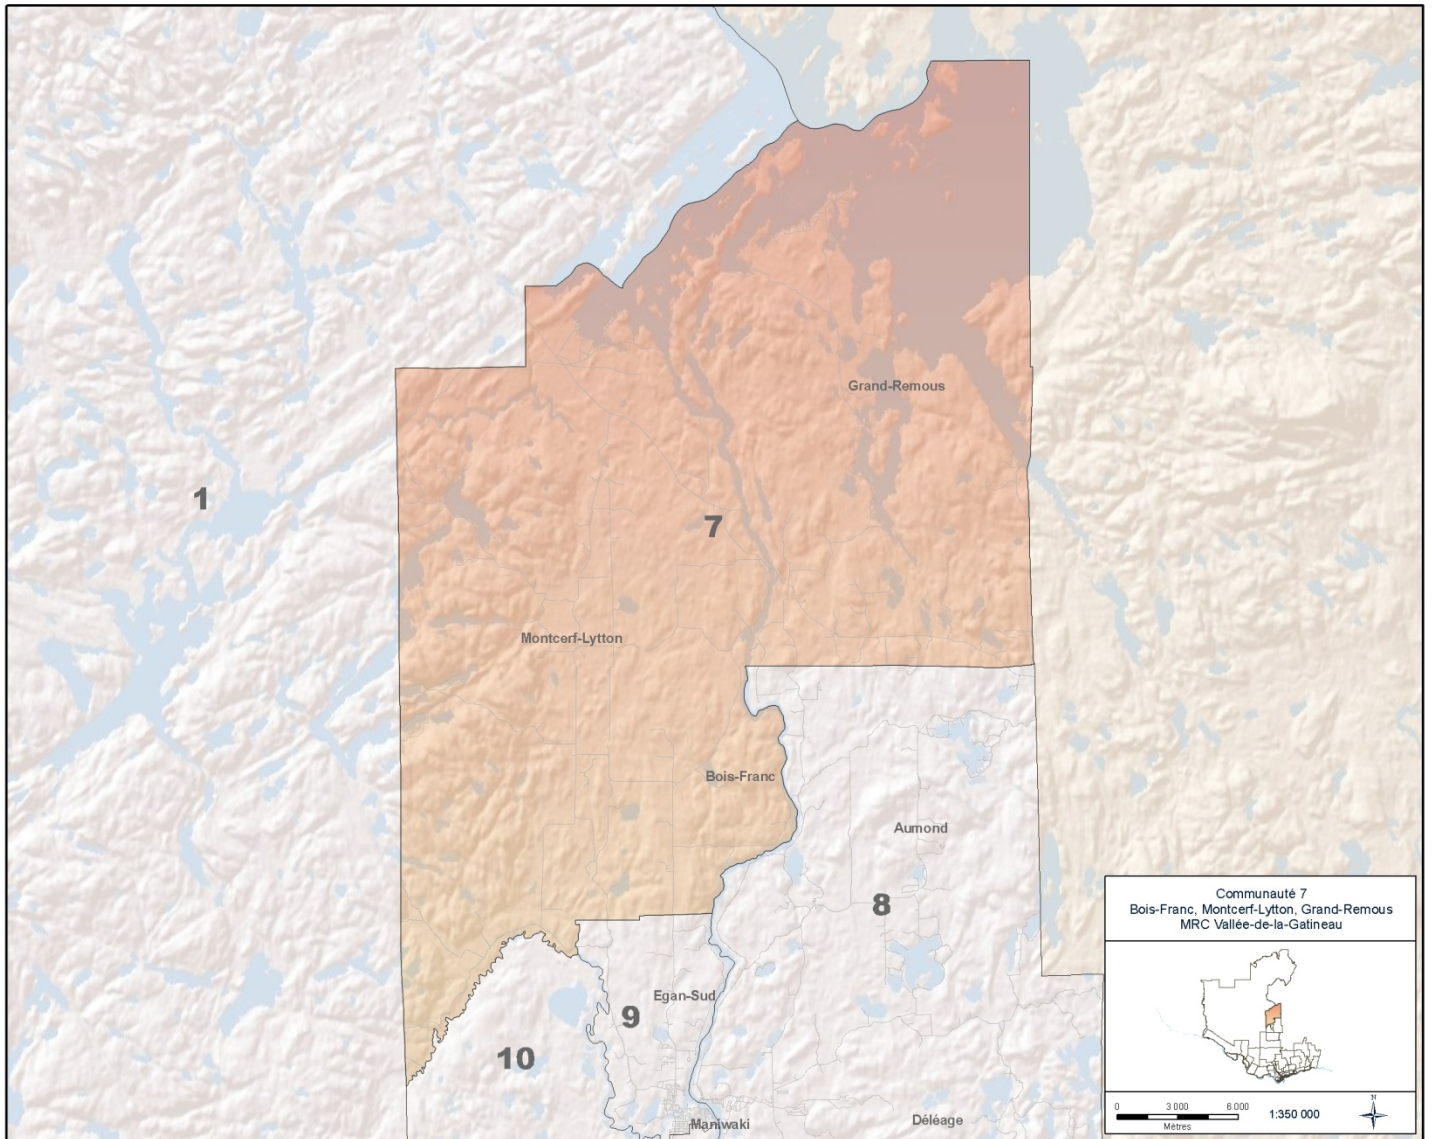 Grand-Remous
1
7
Montcerf-Lytton
Bois-Franc
Aumond
8
Egan-Sud
9
10
Maniwaki
Déléage
Communauté 7
Bois-Franc, Montcerf-Lytton, Grand-Remous
MRC Vallée-de-la-Gatineau
0 3 000 6 000
Mètres
1:350 000
N